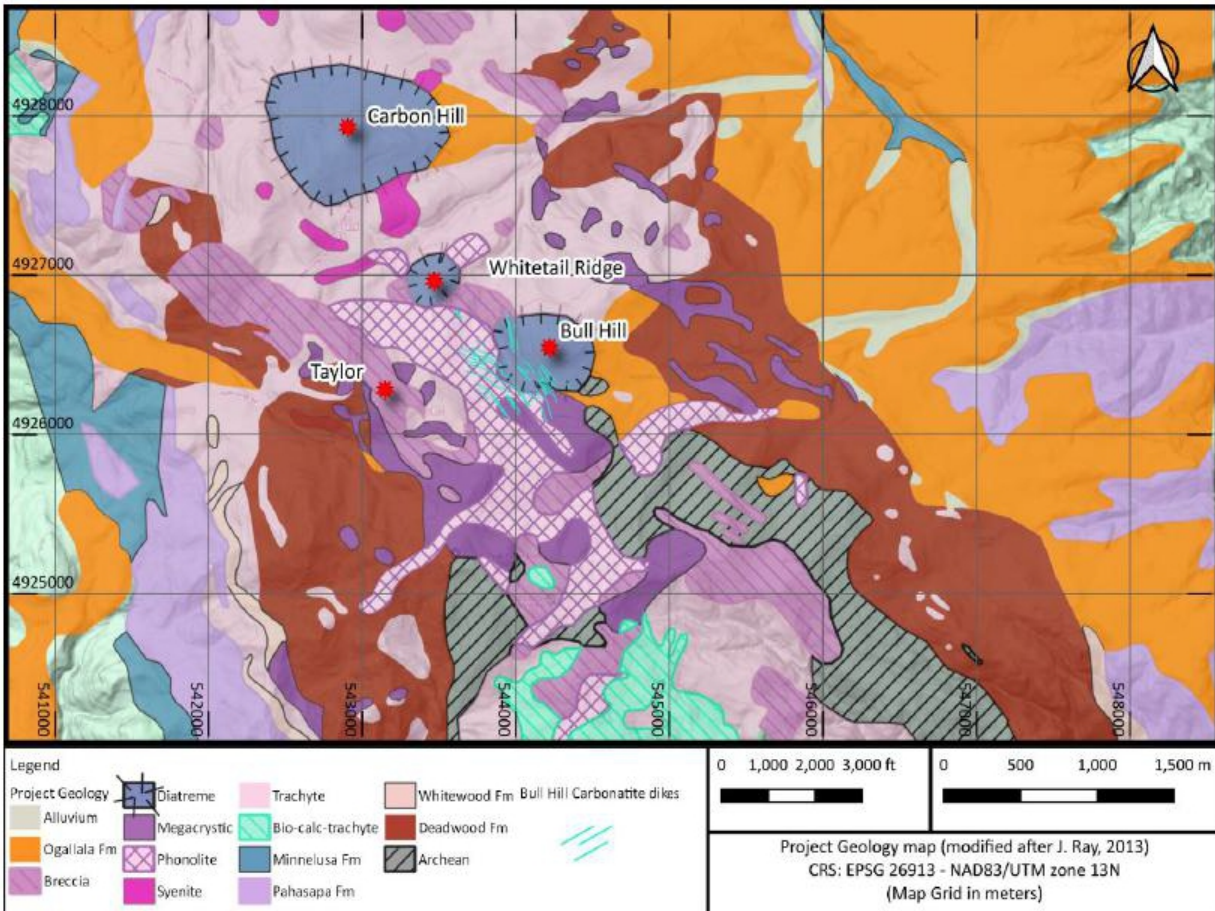 Carbon Hill
4928000
4927000
Whitetail Ridge
Bull Hill
Taylor
4926000
4925000
541000
542000
543000
544000
545000
546000
547000
548000
Legend
Project Geology
Alluvium
Ogallala Fm
Breccia
Diatreme
Megacrystic
Phonolite
Syenite
Trachyte
Bio-calc-trachyte
Minnelusa Fm
Pahasapa Fm
Whitewood Fm
Deadwood Fm
Archean
Bull Hill Carbonatite dikes
0 1,000 2,000 3,000 ft
0 500 1,000 1,500 m
Project Geology map (modified after J. Ray, 2013)
CRS: EPSG 26913 - NAD83/UTM zone 13N
(Map Grid in meters)